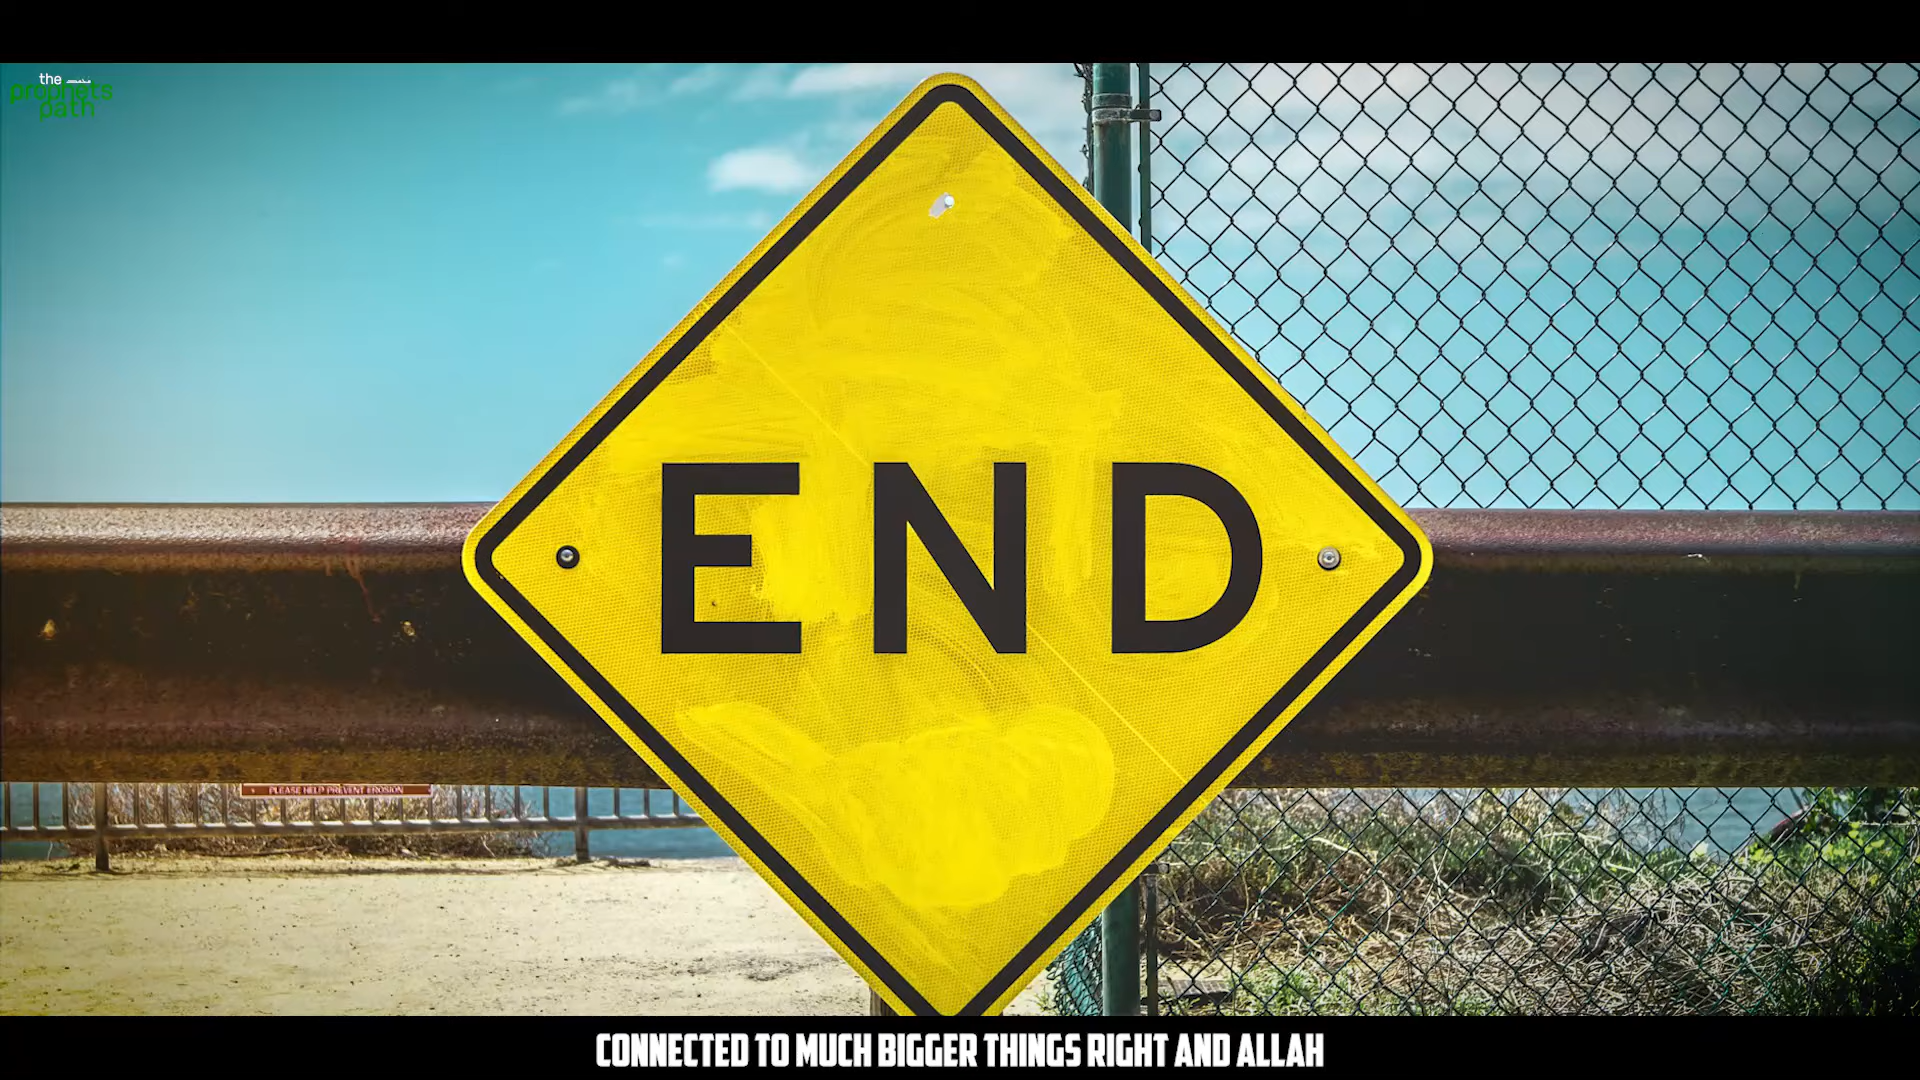 the
prophets
path
END
PLEASE HELP PREVENT EROSION
CONNECTED TO MUCH BIGGER THINGS RIGHT AND ALLAH